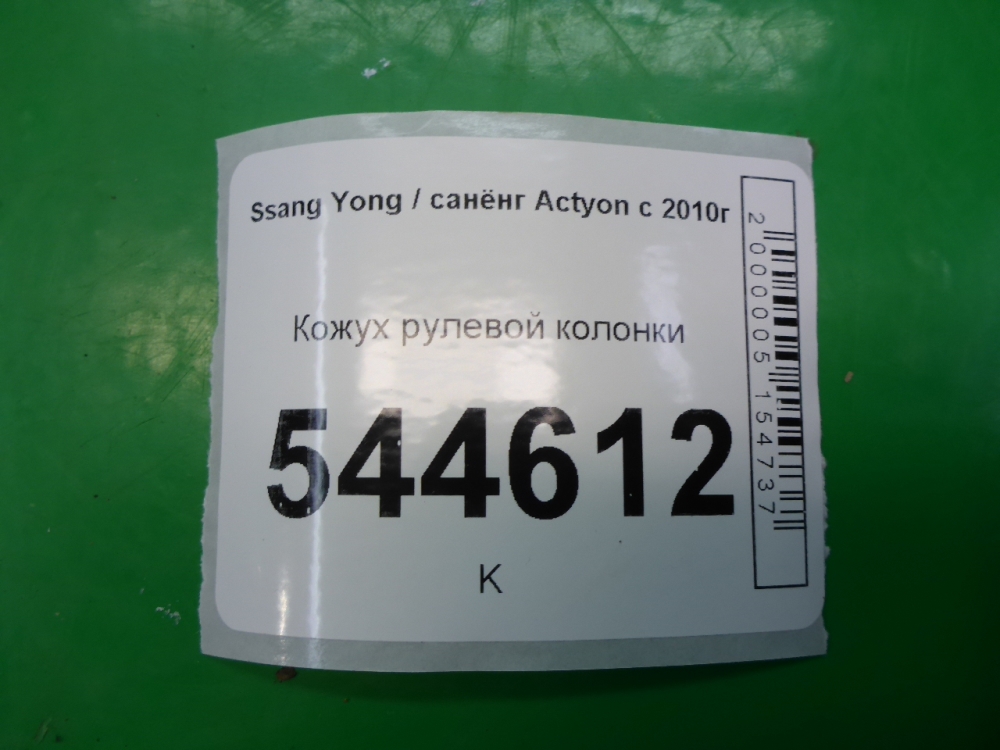 Ssang Yong / санёнг Actyon с 2010г
Кожух рулевой колонки
544612
К
2000005154737